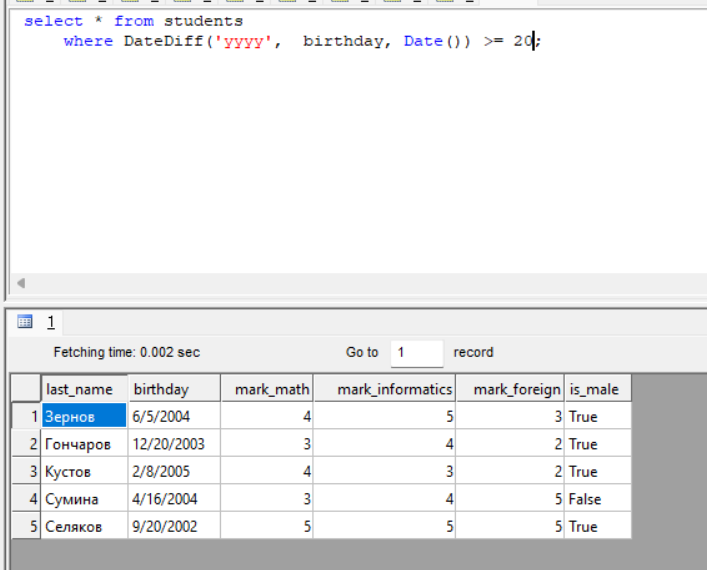 select * from students
where DateDiff('yyyy',  birthday, Date()) >= 20;
1
Fetching time: 0.002 sec Go to 1 record
last_name birthday mark_math mark_informatics mark_foreign is_male
1 Зернов 6/5/2004 4 5 3 True
2 Гончаров 12/20/2003 3 4 2 True
3 Кустов 2/8/2005 4 3 2 True
4 Сумина 4/16/2004 3 4 5 False
5 Селяков 9/20/2002 5 5 5 True